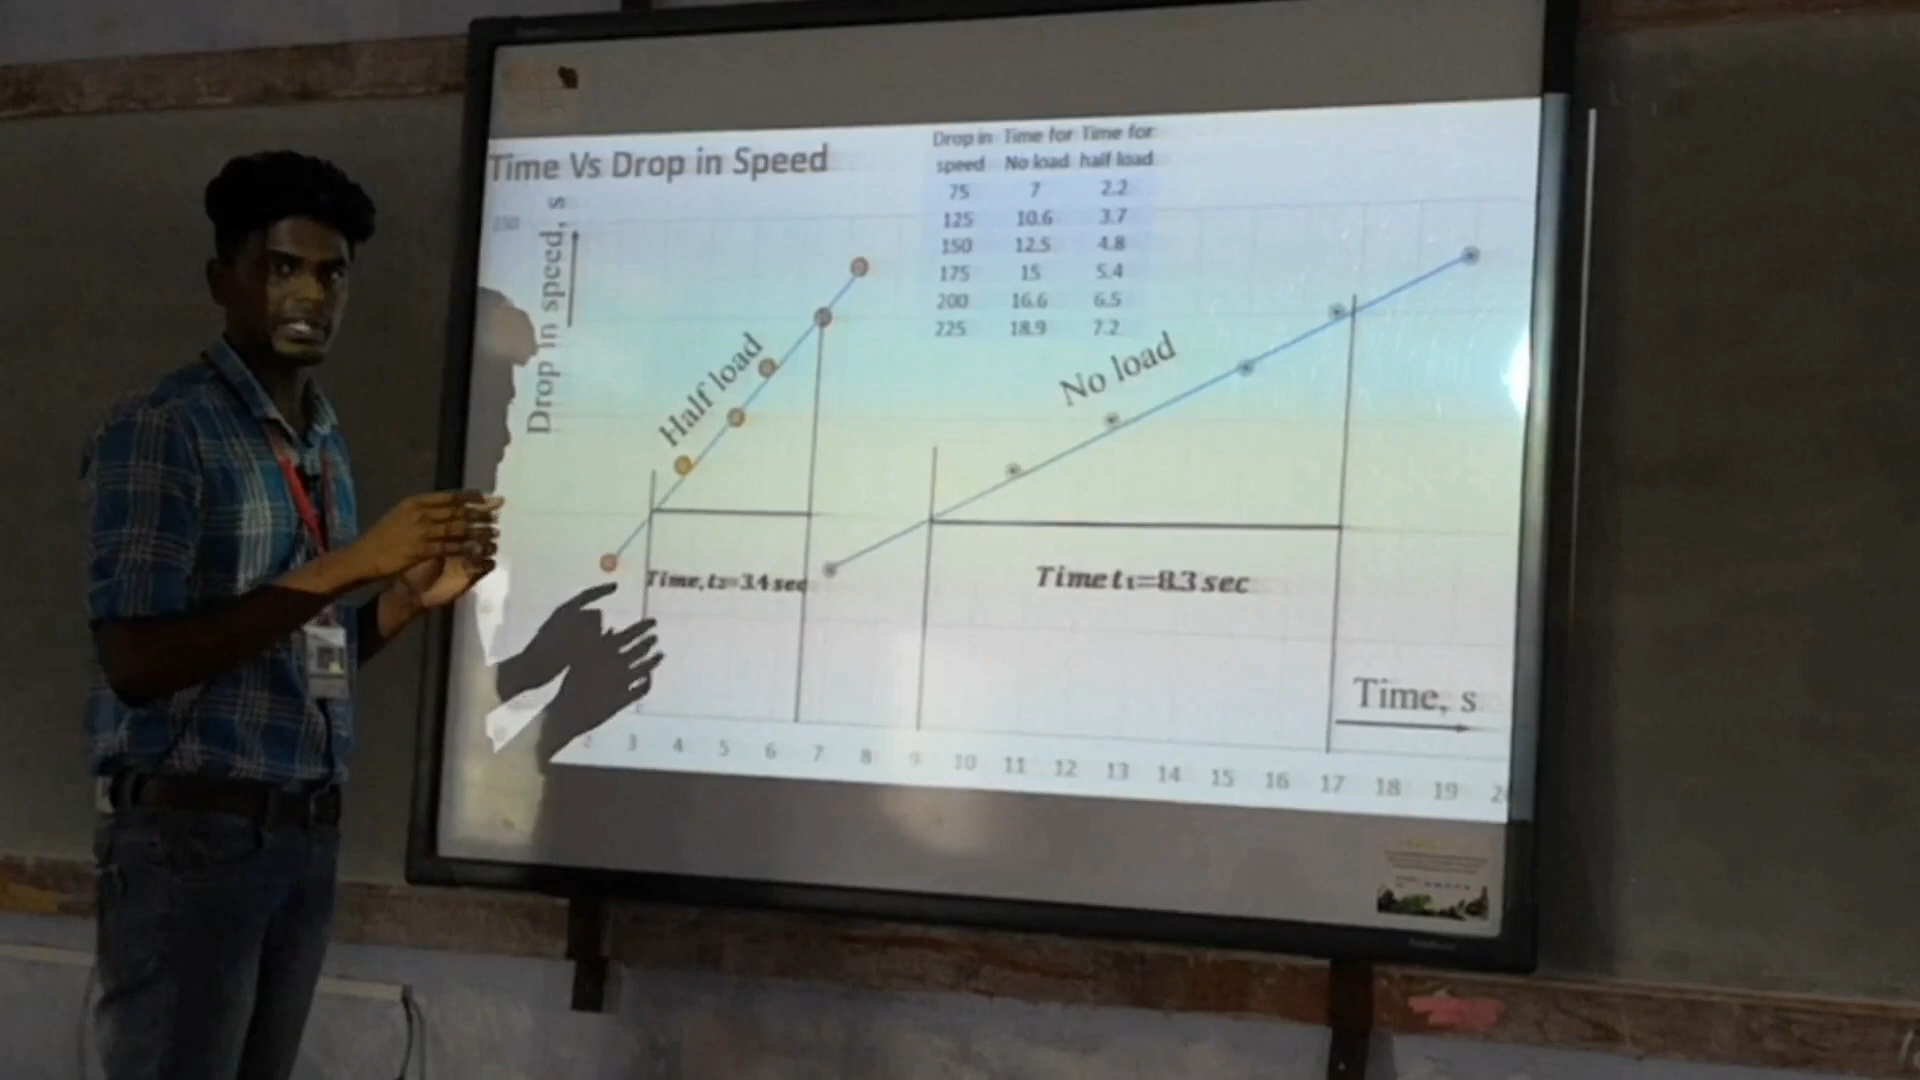 Time Vs Drop in Speed
Drop in Time for Time for
speed No load half load
75 7 2.2
125 10.6 3.7
150 12.5 4.8
175 15 5.4
200 16.6 6.5
225 18.9 7.2
250
Drop in speed, s
Half load
No load
Time, t2=3.4 sec
Time t1=8.3 sec
Time, s
2 3 4 5 6 7 8 9 10 11 12 13 14 15 16 17 18 19